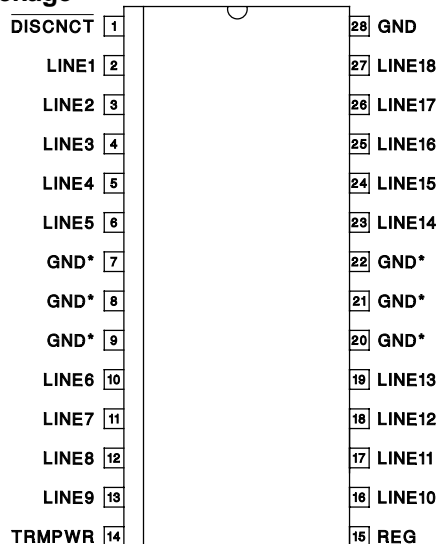 DISCNCT 1 28 GND
LINE1 2 27 LINE18
LINE2 3 26 LINE17
LINE3 4 25 LINE16
LINE4 5 24 LINE15
LINE5 6 23 LINE14
GND* 7 22 GND*
GND* 8 21 GND*
GND* 9 20 GND*
LINE6 10 19 LINE13
LINE7 11 18 LINE12
LINE8 12 17 LINE11
LINE9 13 16 LINE10
TRMPWR 14 15 REG